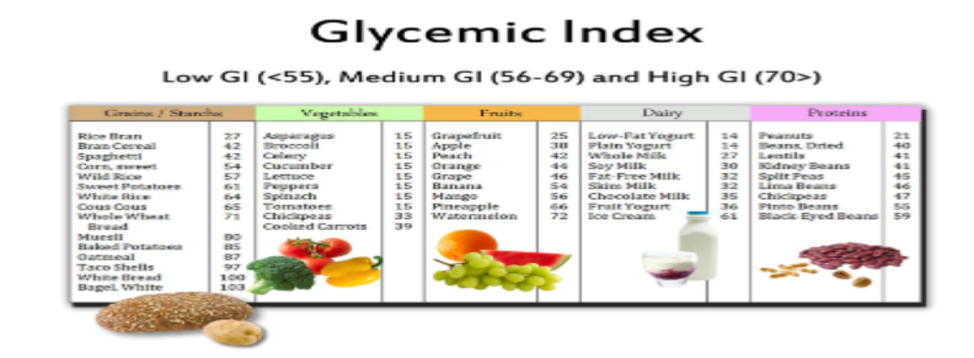 Glycemic Index
Low GI (<55), Medium GI (56-69) and High GI (70>)
Grains / Starchs
Rice Bran 27
Bran Cereal 42
Spaghetti 42
Corn, sweet 54
Wild Rice 57
Sweet Potatoes 61
White Rice 64
Cous Cous 65
Whole Wheat 71
Bread
Muesli 80
Baked Potatoes 85
Oatmeal 87
Taco Shells 97
White Bread 100
Bagel, White 103
Vegetables
Asparagus 15
Broccoli 15
Celery 15
Cucumber 15
Lettuce 15
Peppers 15
Spinach 15
Tomatoes 15
Chickpeas 33
Cooked Carrots 39
Fruits
Grapefruit 25
Apple 38
Peach 42
Orange 44
Grape 46
Banana 54
Mango 56
Pineapple 66
Watermelon 72
Dairy
Low-Fat Yogurt 14
Plain Yogurt 14
Whole Milk 27
Soy Milk 30
Fat-Free Milk 32
Skim Milk 32
Chocolate Milk 35
Fruit Yogurt 36
Ice Cream 61
Proteins
Peanuts 21
Beans, Dried 40
Lentils 41
Kidney Beans 41
Split Peas 45
Lima Beans 46
Chickpeas 47
Pinto Beans 55
Black-Eyed Beans 59